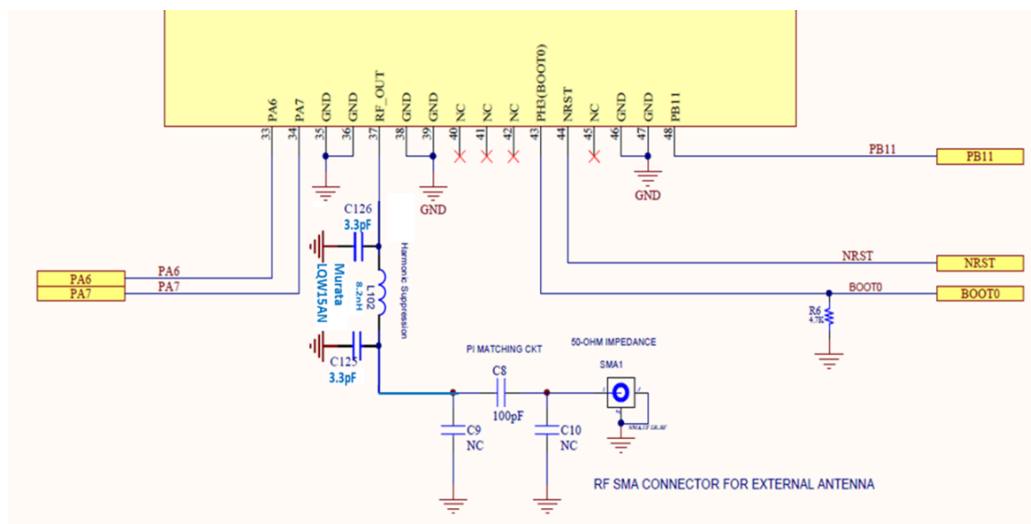 PA6
PA7
GND
GND
RF_OUT
GND
GND
NC
NC
NC
PH3(BOOT0)
NRST
NC
GND
GND
PB11
33
34
35
36
37
38
39
40
41
42
43
44
45
46
47
48
PB11
PB11
GND
GND
C126
3.3pF
Harmonic Suppression
Murata
LQW15AN
8.2nH
L102
PA6
PA6
PA7
PA7
NRST
NRST
BOOT0
BOOT0
R6
4.7K
C125
3.3pF
PI MATCHING CKT
50-OHM IMPEDANCE
C8
SMA1
100pF
C9
NC
C10
NC
RF SMA CONNECTOR FOR EXTERNAL ANTENNA